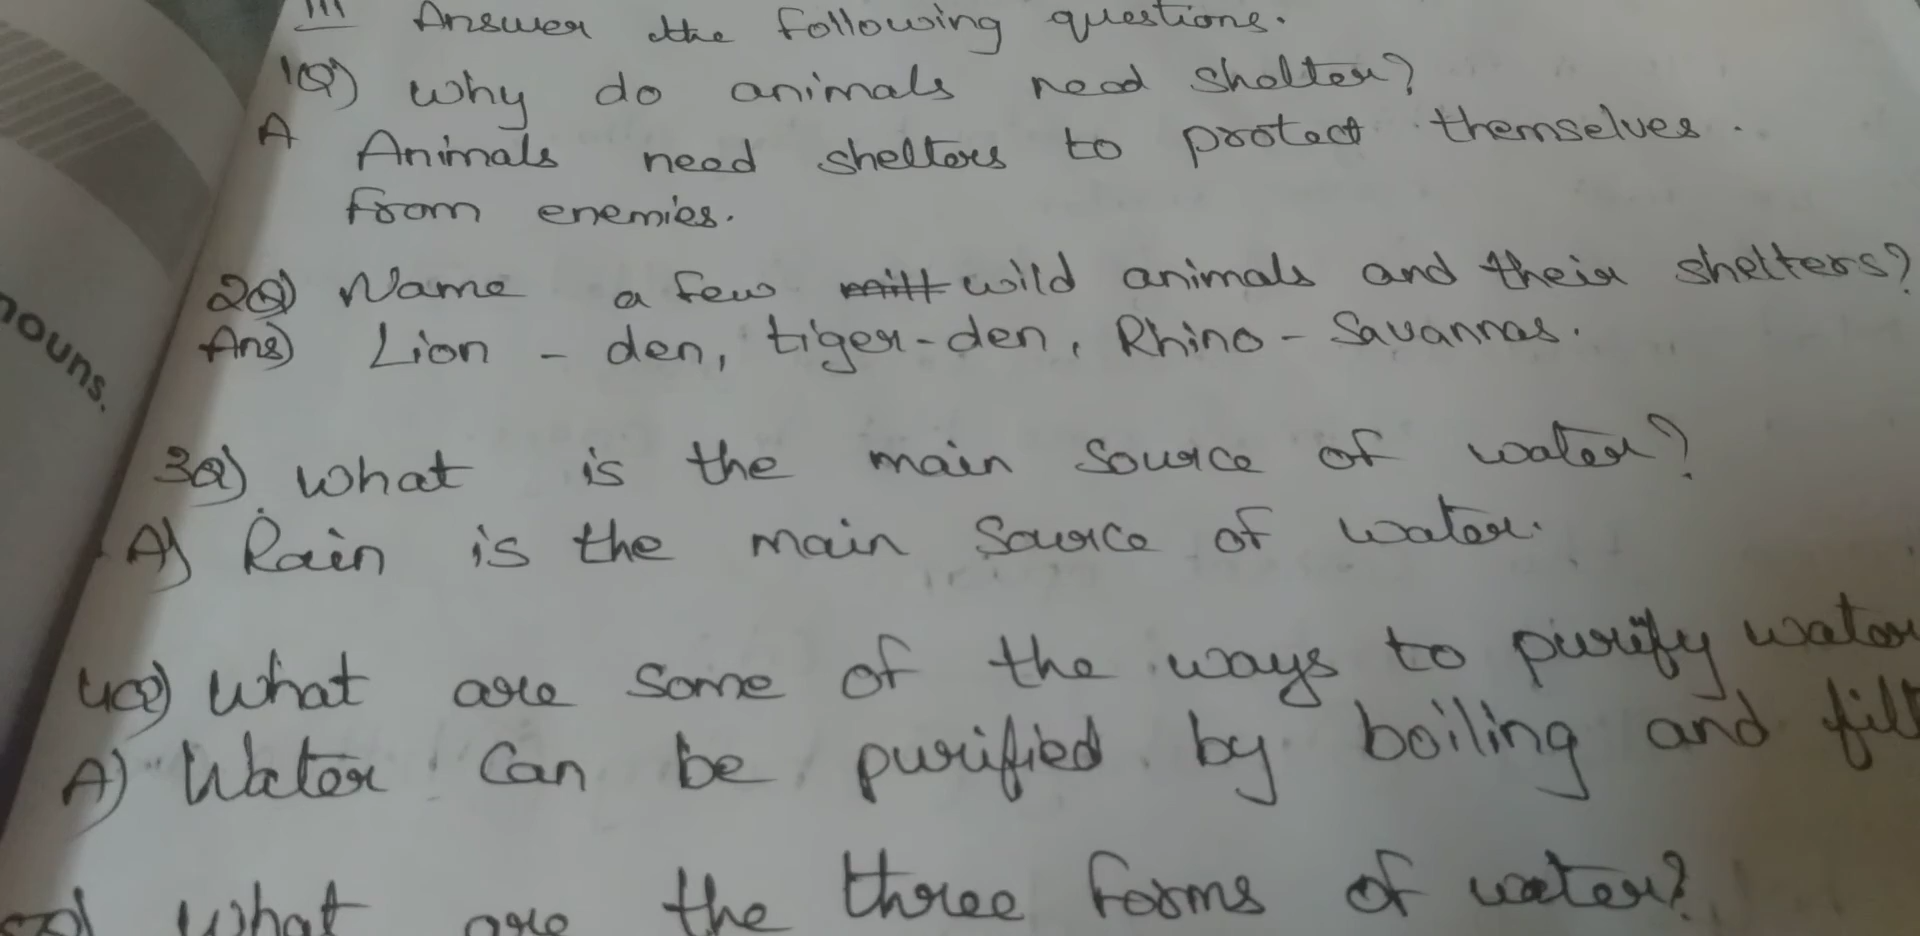 III Answer the following questions.
1Q) Why do animals need shelter?
A Animals need shelters to protect themselves.
from enemies.
2Q) Name a few wild animals and their shelters?
Ans) Lion - den, tiger-den, Rhino - Savannas.
nouns.
3Q) What is the main source of water?
A) Rain is the main source of water.
4Q) What are some of the ways to purify water
A) Water can be purified by boiling and filt
What are the three forms of water?